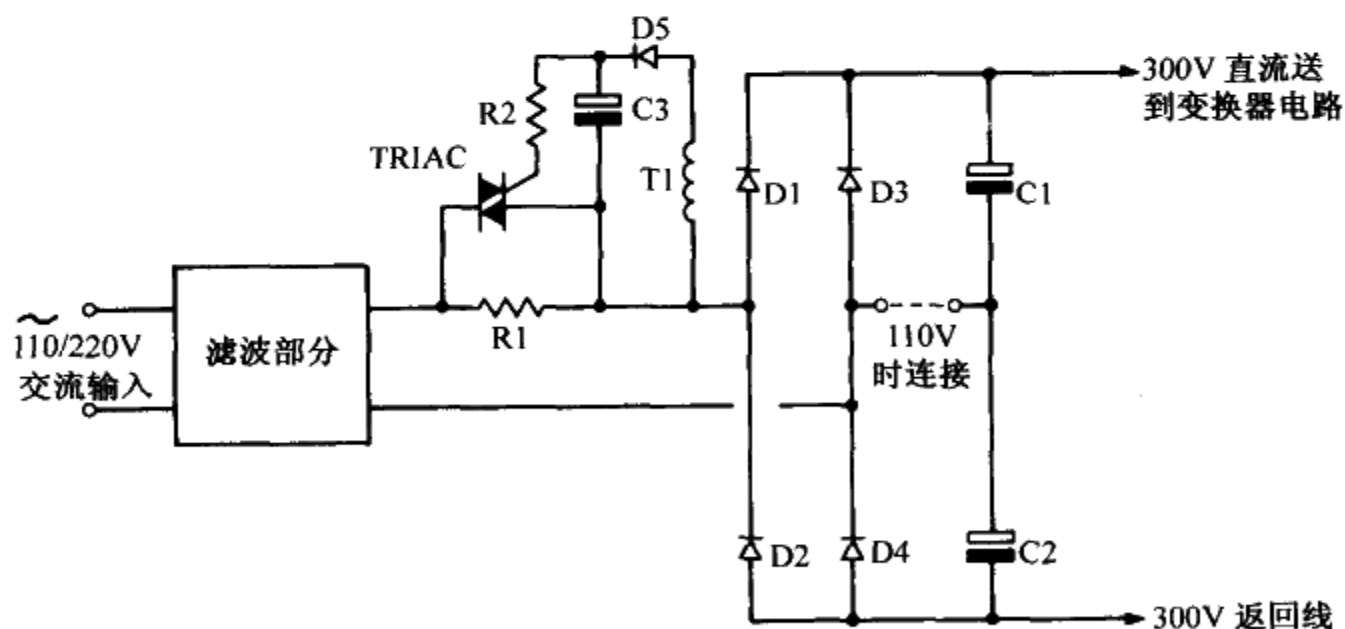 D5
300V 直流送
到变换器电路
R2
C3
TRIAC
T1
D1
D3
C1
110/220V
交流输入
滤波部分
R1
110V
时连接
D2
D4
C2
300V 返回线